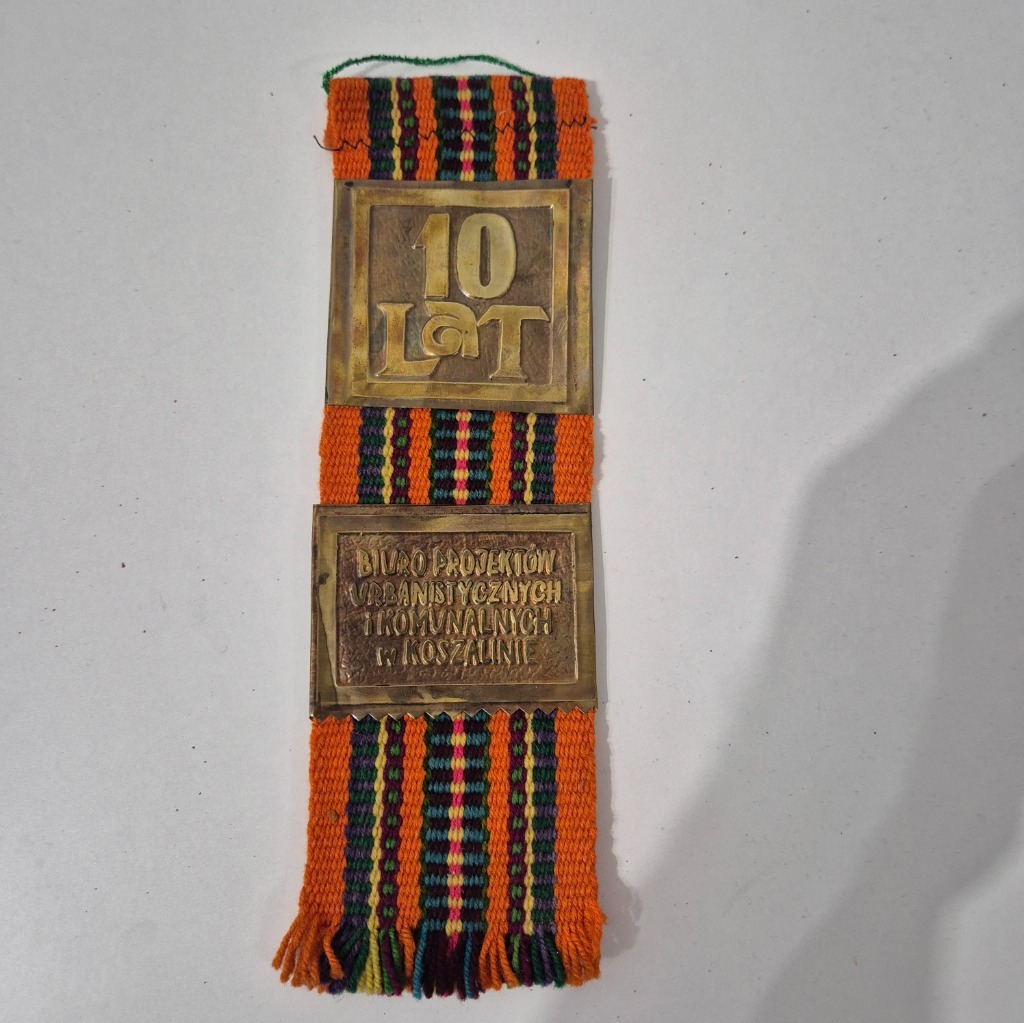 10
LaT
BIURO PROJEKTÓW
URBANISTYCZNYCH
i KOMUNALNYCH
w KOSZALINIE